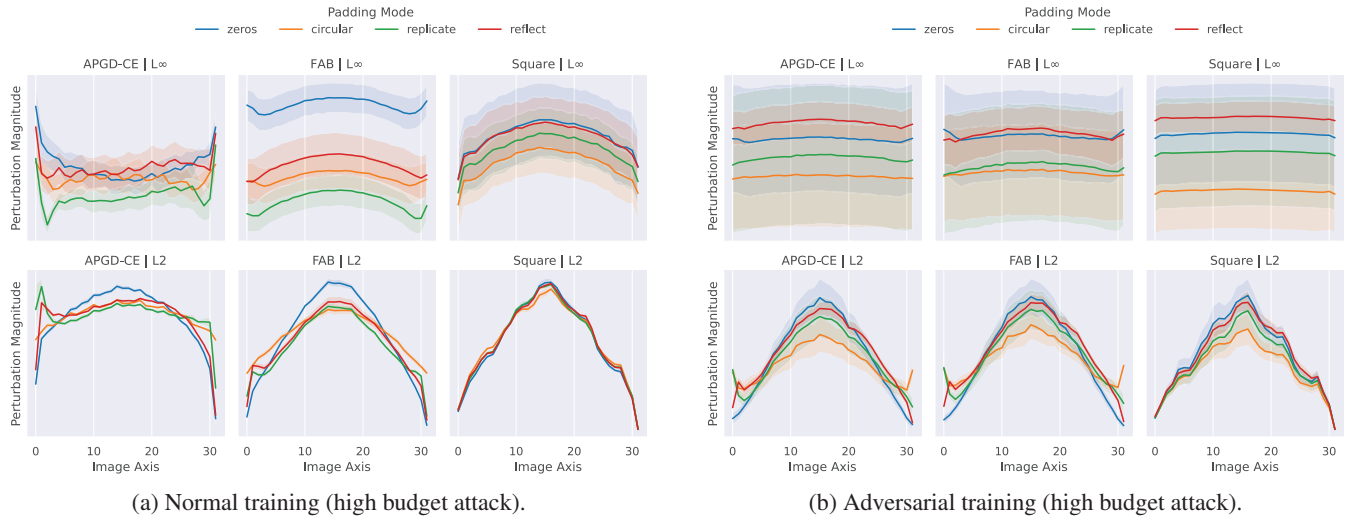 Padding Mode
zeros circular replicate reflect
APGD-CE | L∞ FAB | L∞ Square | L∞
Perturbation Magnitude
APGD-CE | L2 FAB | L2 Square | L2
Perturbation Magnitude
0 10 20 30 0 10 20 30 0 10 20 30
Image Axis Image Axis Image Axis
(a) Normal training (high budget attack).
Padding Mode
zeros circular replicate reflect
APGD-CE | L∞ FAB | L∞ Square | L∞
Perturbation Magnitude
APGD-CE | L2 FAB | L2 Square | L2
Perturbation Magnitude
0 10 20 30 0 10 20 30 0 10 20 30
Image Axis Image Axis Image Axis
(b) Adversarial training (high budget attack).